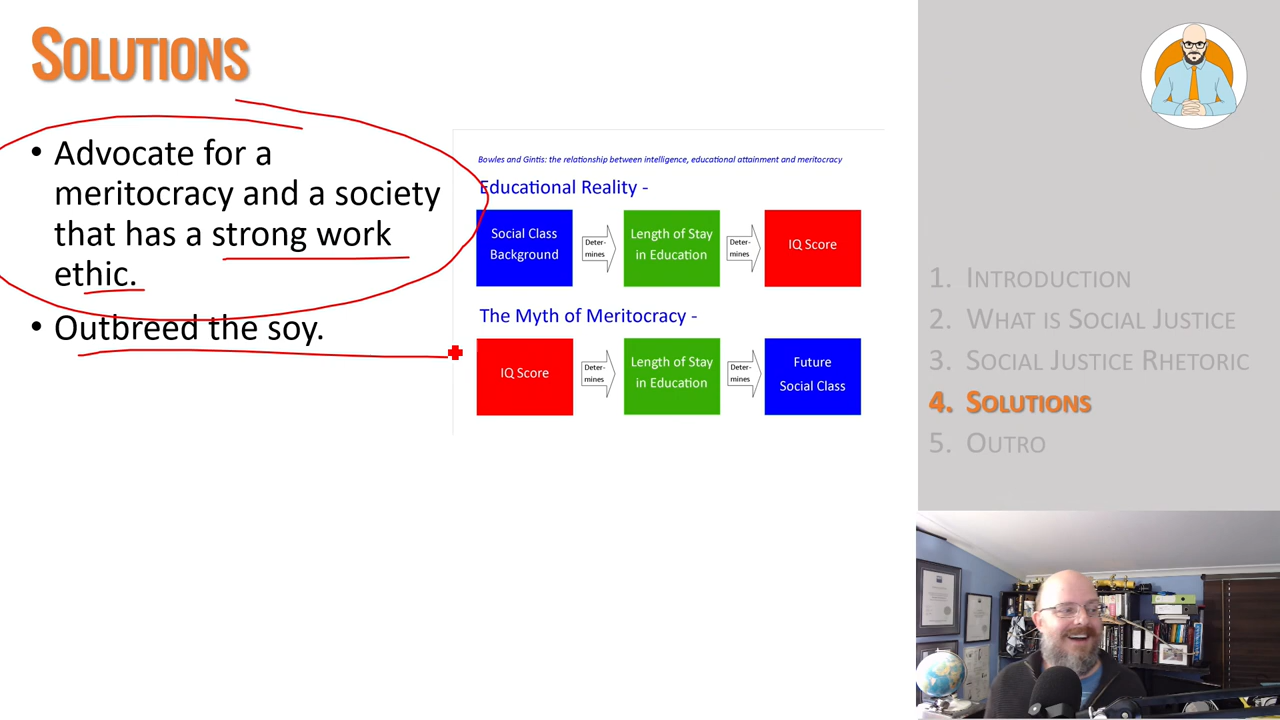 SOLUTIONS
• Advocate for a
meritocracy and a society
that has a strong work
ethic.
• Outbreed the soy.
Bowles and Gintis: the relationship between intelligence, educational attainment and meritocracy
Educational Reality -
Social Class
Background
Deter-
mines
Length of Stay
in Education
Deter-
mines
IQ Score
The Myth of Meritocracy -
IQ Score
Deter-
mines
Length of Stay
in Education
Deter-
mines
Future
Social Class
1. INTRODUCTION
2. WHAT IS SOCIAL JUSTICE
3. SOCIAL JUSTICE RHETORIC
4. SOLUTIONS
5. OUTRO